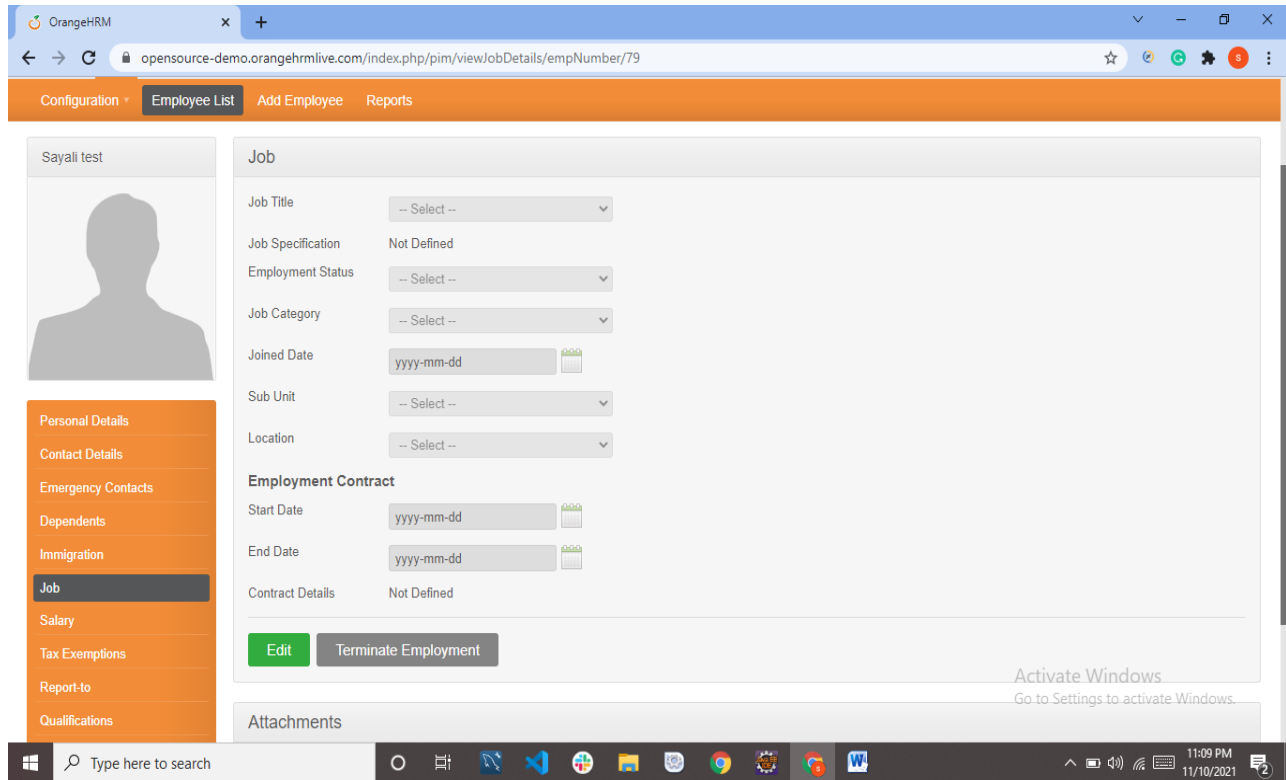 OrangeHRM
opensource-demo.orangehrmlive.com/index.php/pim/viewJobDetails/empNumber/79
S
Configuration Employee List Add Employee Reports
Sayali test
Personal Details
Contact Details
Emergency Contacts
Dependents
Immigration
Job
Salary
Tax Exemptions
Report-to
Qualifications
Job
Job Title -- Select --
Job Specification Not Defined
Employment Status -- Select --
Job Category -- Select --
Joined Date yyyy-mm-dd
Sub Unit -- Select --
Location -- Select --
Employment Contract
Start Date yyyy-mm-dd
End Date yyyy-mm-dd
Contract Details Not Defined
Edit Terminate Employment
Attachments
Activate Windows
Go to Settings to activate Windows.
Type here to search
11:09 PM
11/10/2021
2